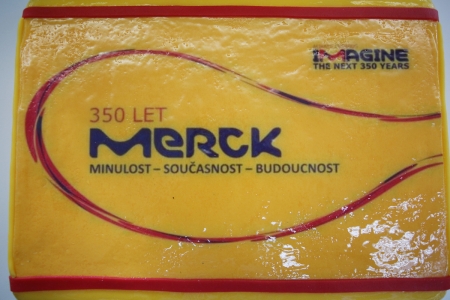 IMAGINE
THE NEXT 350 YEARS
350 LET
MERCK
MINULOST – SOUČASNOST – BUDOUCNOST